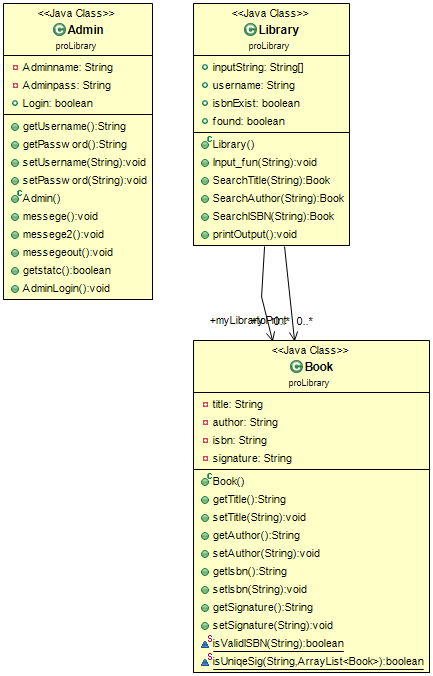 <<Java Class>>
Admin
proLibrary
Adminname: String
Adminpass: String
Login: boolean
getUsername():String
getPassword():String
setUsername(String):void
setPassword(String):void
Admin()
messege():void
messege2():void
messegeout():void
getstatc():boolean
AdminLogin():void
<<Java Class>>
Library
proLibrary
inputString: String[]
username: String
isbnExist: boolean
found: boolean
Library()
Input_fun(String):void
SearchTitle(String):Book
SearchAuthor(String):Book
SearchISBN(String):Book
printOutput():void
+myLibrary
0..*
0..*
<<Java Class>>
Book
proLibrary
title: String
author: String
isbn: String
signature: String
Book()
getTitle():String
setTitle(String):void
getAuthor():String
setAuthor(String):void
getIsbn():String
setIsbn(String):void
getSignature():String
setSignature(String):void
isValidISBN(String):boolean
isUniqeSig(String,ArrayList<Book>):boolean